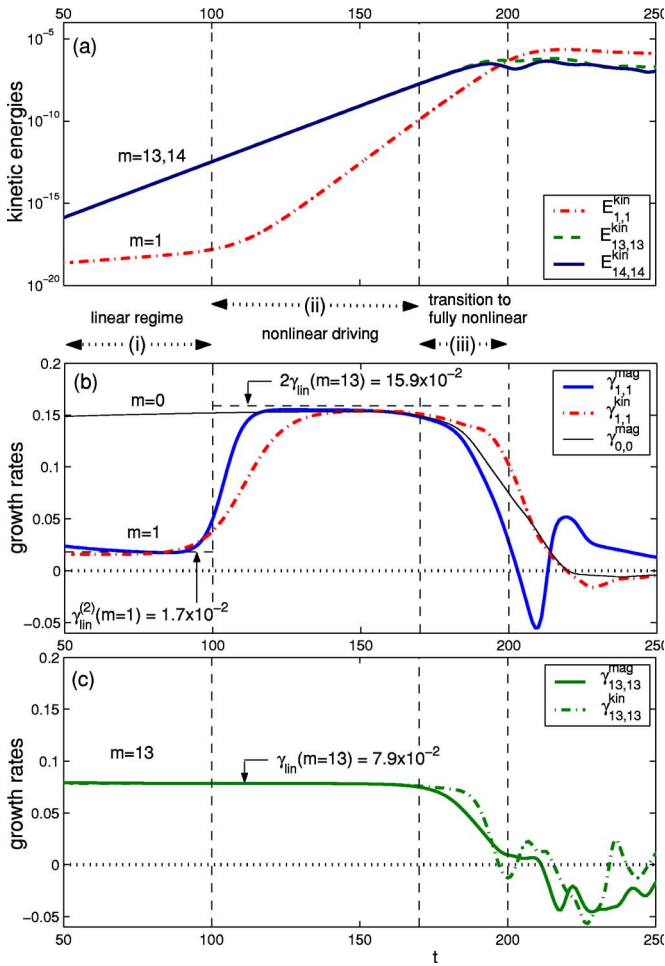 50 100 150 200 250
(a)
kinetic energies
10⁻⁵
10⁻¹⁰
10⁻¹⁵
10⁻²⁰
m=13,14
m=1
E^kin_1,1
E^kin_13,13
E^kin_14,14
linear regime
(i)
(ii)
nonlinear driving
transition to
fully nonlinear
(iii)
(b)
growth rates
0.2
0.15
0.1
0.05
0
−0.05
2γ_lin(m=13) = 15.9x10⁻²
m=0
m=1
γ^(2)_lin(m=1) = 1.7x10⁻²
γ^mag_1,1
γ^kin_1,1
γ^mag_0,0
50 100 150 200 250
(c)
growth rates
0.2
0.15
0.1
0.05
0
−0.05
m=13
γ_lin(m=13) = 7.9x10⁻²
γ^mag_13,13
γ^kin_13,13
50 100 150 200 250
t